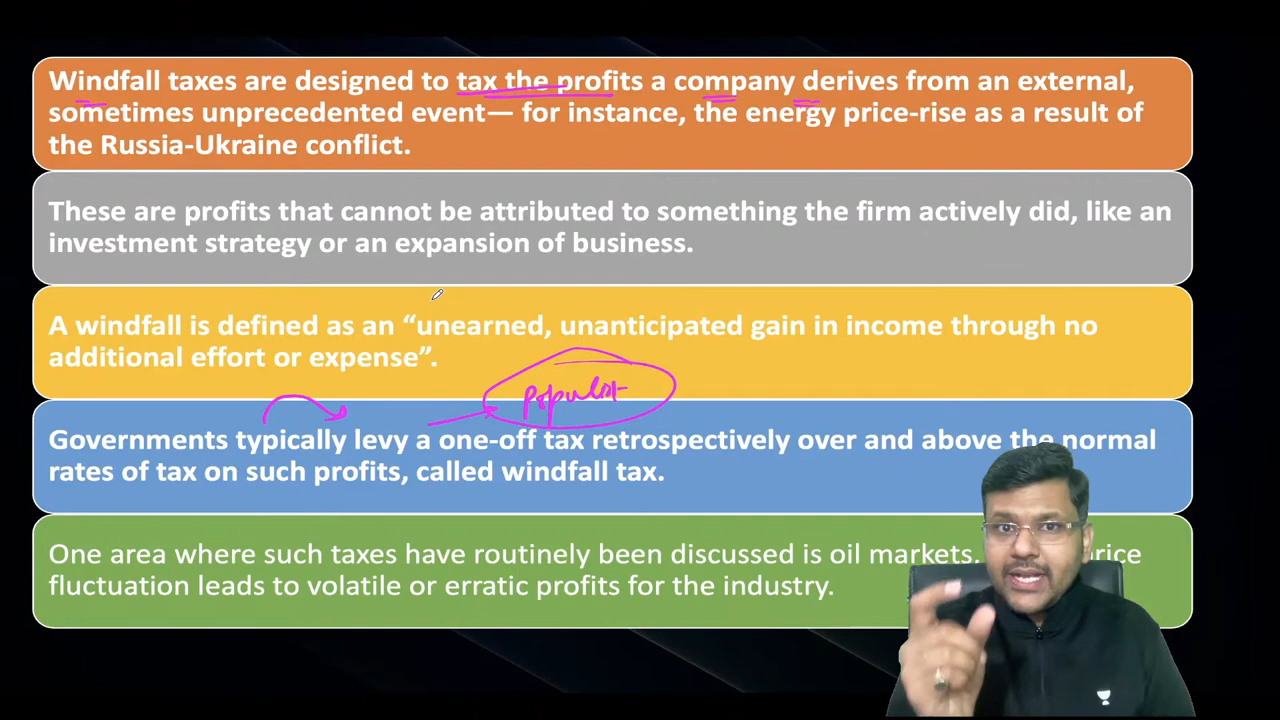 Windfall taxes are designed to tax the profits a company derives from an external,
sometimes unprecedented event— for instance, the energy price-rise as a result of
the Russia-Ukraine conflict.
These are profits that cannot be attributed to something the firm actively did, like an
investment strategy or an expansion of business.
A windfall is defined as an “unearned, unanticipated gain in income through no
additional effort or expense”.
Populist
Governments typically levy a one-off tax retrospectively over and above the normal
rates of tax on such profits, called windfall tax.
One area where such taxes have routinely been discussed is oil markets,
fluctuation leads to volatile or erratic profits for the industry.